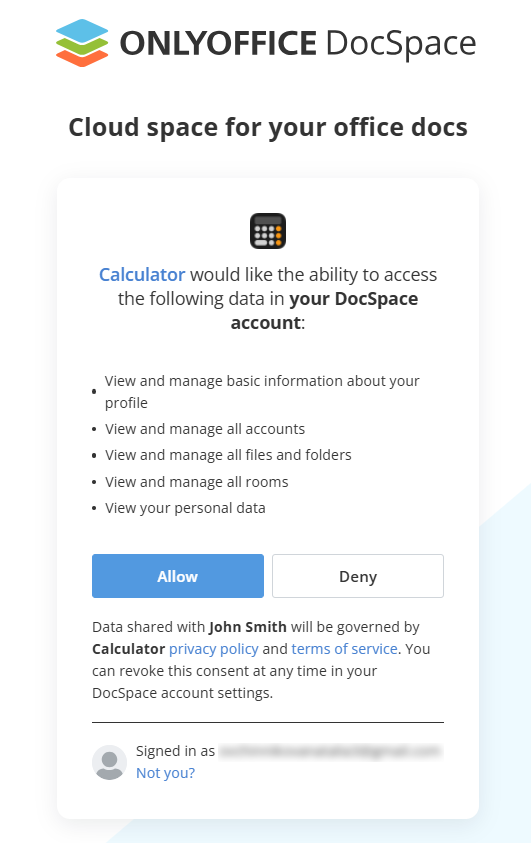 ONLYOFFICE DocSpace
Cloud space for your office docs
Calculator would like the ability to access
the following data in your DocSpace
account:
• View and manage basic information about your
profile
• View and manage all accounts
• View and manage all files and folders
• View and manage all rooms
• View your personal data
Allow Deny
Data shared with John Smith will be governed by
Calculator privacy policy and terms of service. You
can revoke this consent at any time in your
DocSpace account settings.
Signed in as
Not you?